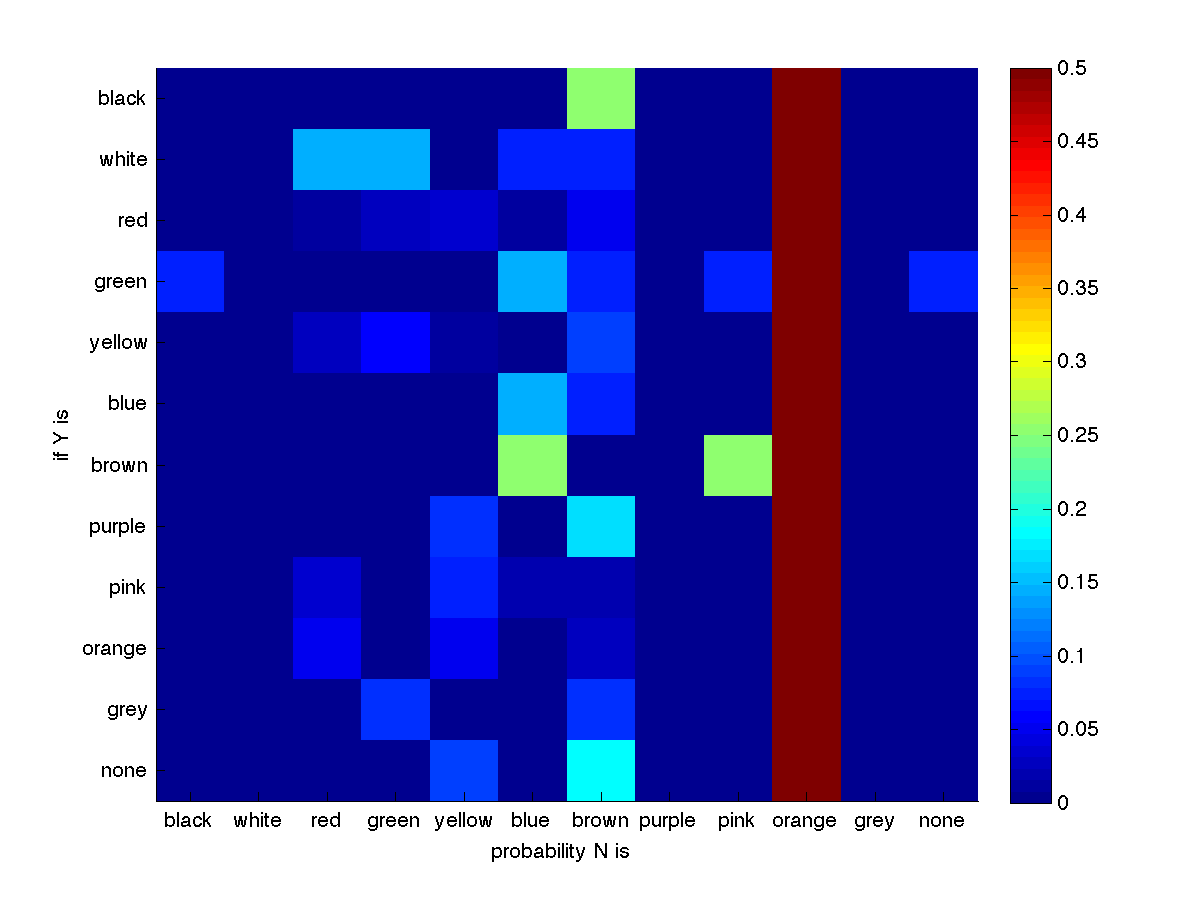 black
white
red
green
yellow
blue
brown
purple
pink
orange
grey
none
if Y is
black white red green yellow blue brown purple pink orange grey none
probability N is
0.5
0.45
0.4
0.35
0.3
0.25
0.2
0.15
0.1
0.05
0